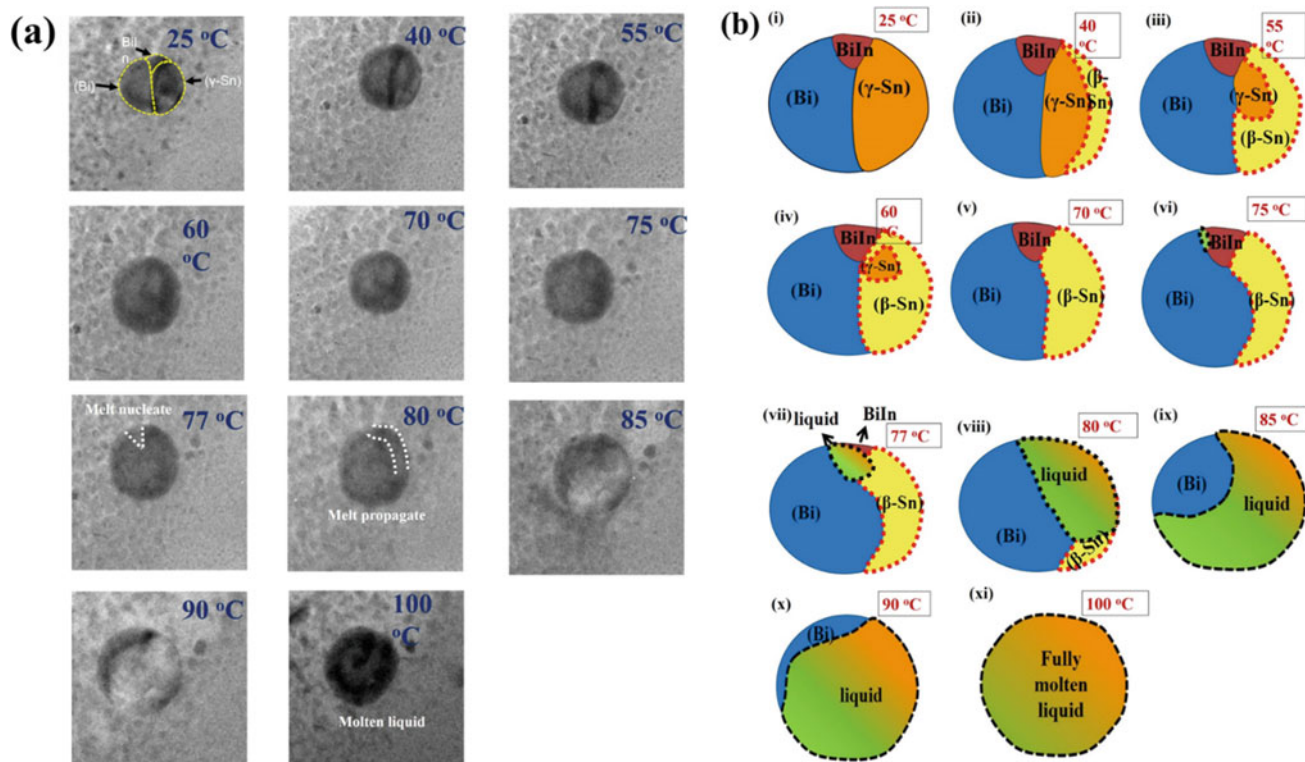 (a)
25 °C
BiI
n
(Bi)
(γ-Sn)
40 °C
55 °C
60
°C
70 °C
75 °C
77 °C
Melt nucleate
80 °C
Melt propagate
85 °C
90 °C
100
°C
Molten liquid
(b)
(i)
25 °C
BiIn
(Bi)
(γ-Sn)
(ii)
40
°C
BiIn
(Bi)
(γ-Sn)
(β-
Sn)
(iii)
55
°C
BiIn
(Bi)
(γ-Sn)
(β-Sn)
(iv)
60
°C
BiIn
(γ-Sn)
(Bi)
(β-Sn)
(v)
70 °C
BiIn
(Bi)
(β-Sn)
(vi)
75 °C
BiIn
(Bi)
(β-Sn)
(vii)
liquid
BiIn
77 °C
(Bi)
(β-Sn)
(viii)
80 °C
liquid
(Bi)
(β-Sn)
(ix)
85 °C
(Bi)
liquid
(x)
90 °C
(Bi)
liquid
(xi)
100 °C
Fully
molten
liquid